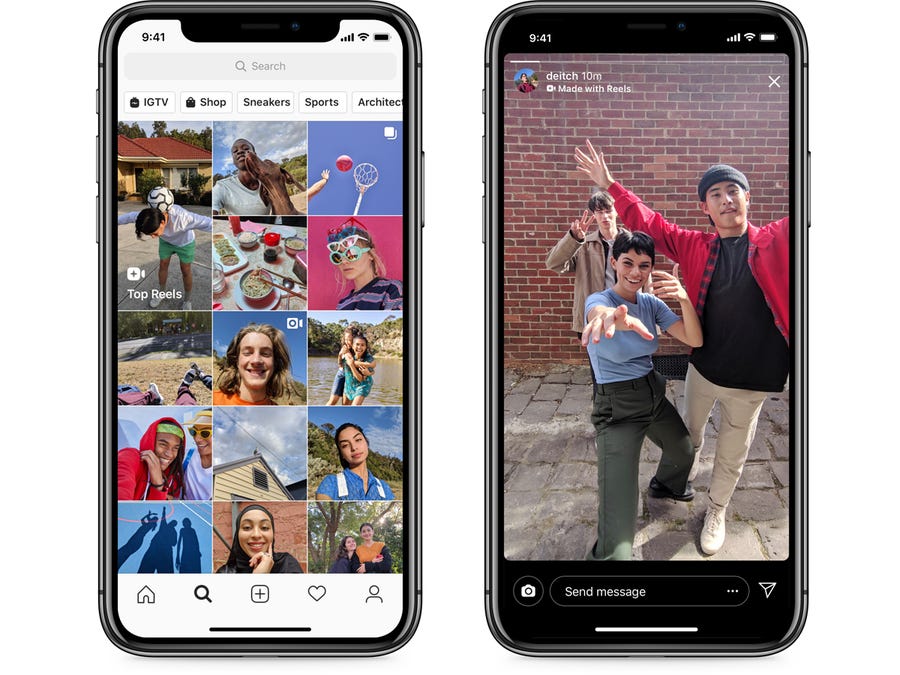 9:41
Search
IGTV
Shop
Sneakers
Sports
Architect
Top Reels
9:41
deitch 10m
Made with Reels
Send message